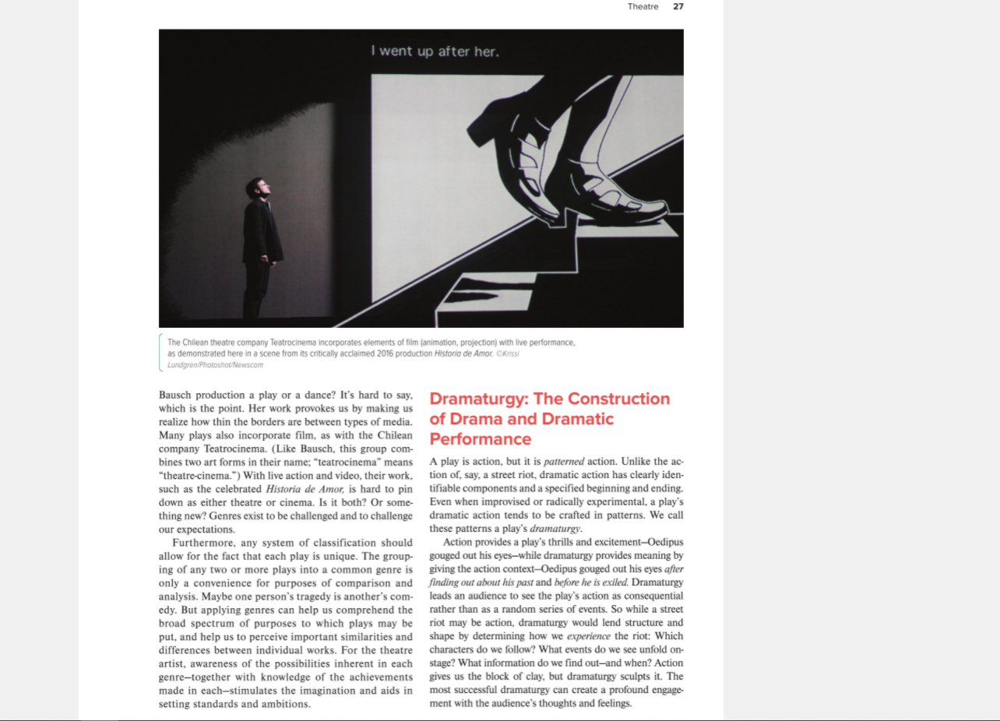 Theatre 27
I went up after her.
The Chilean theatre company Teatrocinema incorporates elements of film (animation, projection) with live performance,
as demonstrated here in a scene from its critically acclaimed 2016 production Historia de Amor. ©Krissi
Lundgren/Photoshot/Newscom
Bausch production a play or a dance? It's hard to say,
which is the point. Her work provokes us by making us
realize how thin the borders are between types of media.
Many plays also incorporate film, as with the Chilean
company Teatrocinema. (Like Bausch, this group com-
bines two art forms in their name; “teatrocinema” means
“theatre-cinema.”) With live action and video, their work,
such as the celebrated Historia de Amor, is hard to pin
down as either theatre or cinema. Is it both? Or some-
thing new? Genres exist to be challenged and to challenge
our expectations.
Furthermore, any system of classification should
allow for the fact that each play is unique. The group-
ing of any two or more plays into a common genre is
only a convenience for purposes of comparison and
analysis. Maybe one person's tragedy is another's com-
edy. But applying genres can help us comprehend the
broad spectrum of purposes to which plays may be
put, and help us to perceive important similarities and
differences between individual works. For the theatre
artist, awareness of the possibilities inherent in each
genre—together with knowledge of the achievements
made in each—stimulates the imagination and aids in
setting standards and ambitions.
Dramaturgy: The Construction
of Drama and Dramatic
Performance
A play is action, but it is patterned action. Unlike the ac-
tion of, say, a street riot, dramatic action has clearly iden-
tifiable components and a specified beginning and ending.
Even when improvised or radically experimental, a play's
dramatic action tends to be crafted in patterns. We call
these patterns a play's dramaturgy.
Action provides a play's thrills and excitement—Oedipus
gouged out his eyes—while dramaturgy provides meaning by
giving the action context—Oedipus gouged out his eyes after
finding out about his past and before he is exiled. Dramaturgy
leads an audience to see the play's action as consequential
rather than as a random series of events. So while a street
riot may be action, dramaturgy would lend structure and
shape by determining how we experience the riot: Which
characters do we follow? What events do we see unfold on-
stage? What information do we find out—and when? Action
gives us the block of clay, but dramaturgy sculpts it. The
most successful dramaturgy can create a profound engage-
ment with the audience's thoughts and feelings.